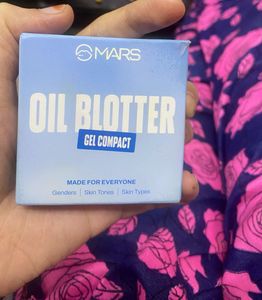 MARS
OIL BLOTTER
GEL COMPACT
MADE FOR EVERYONE
Genders | Skin Tones | Skin Types